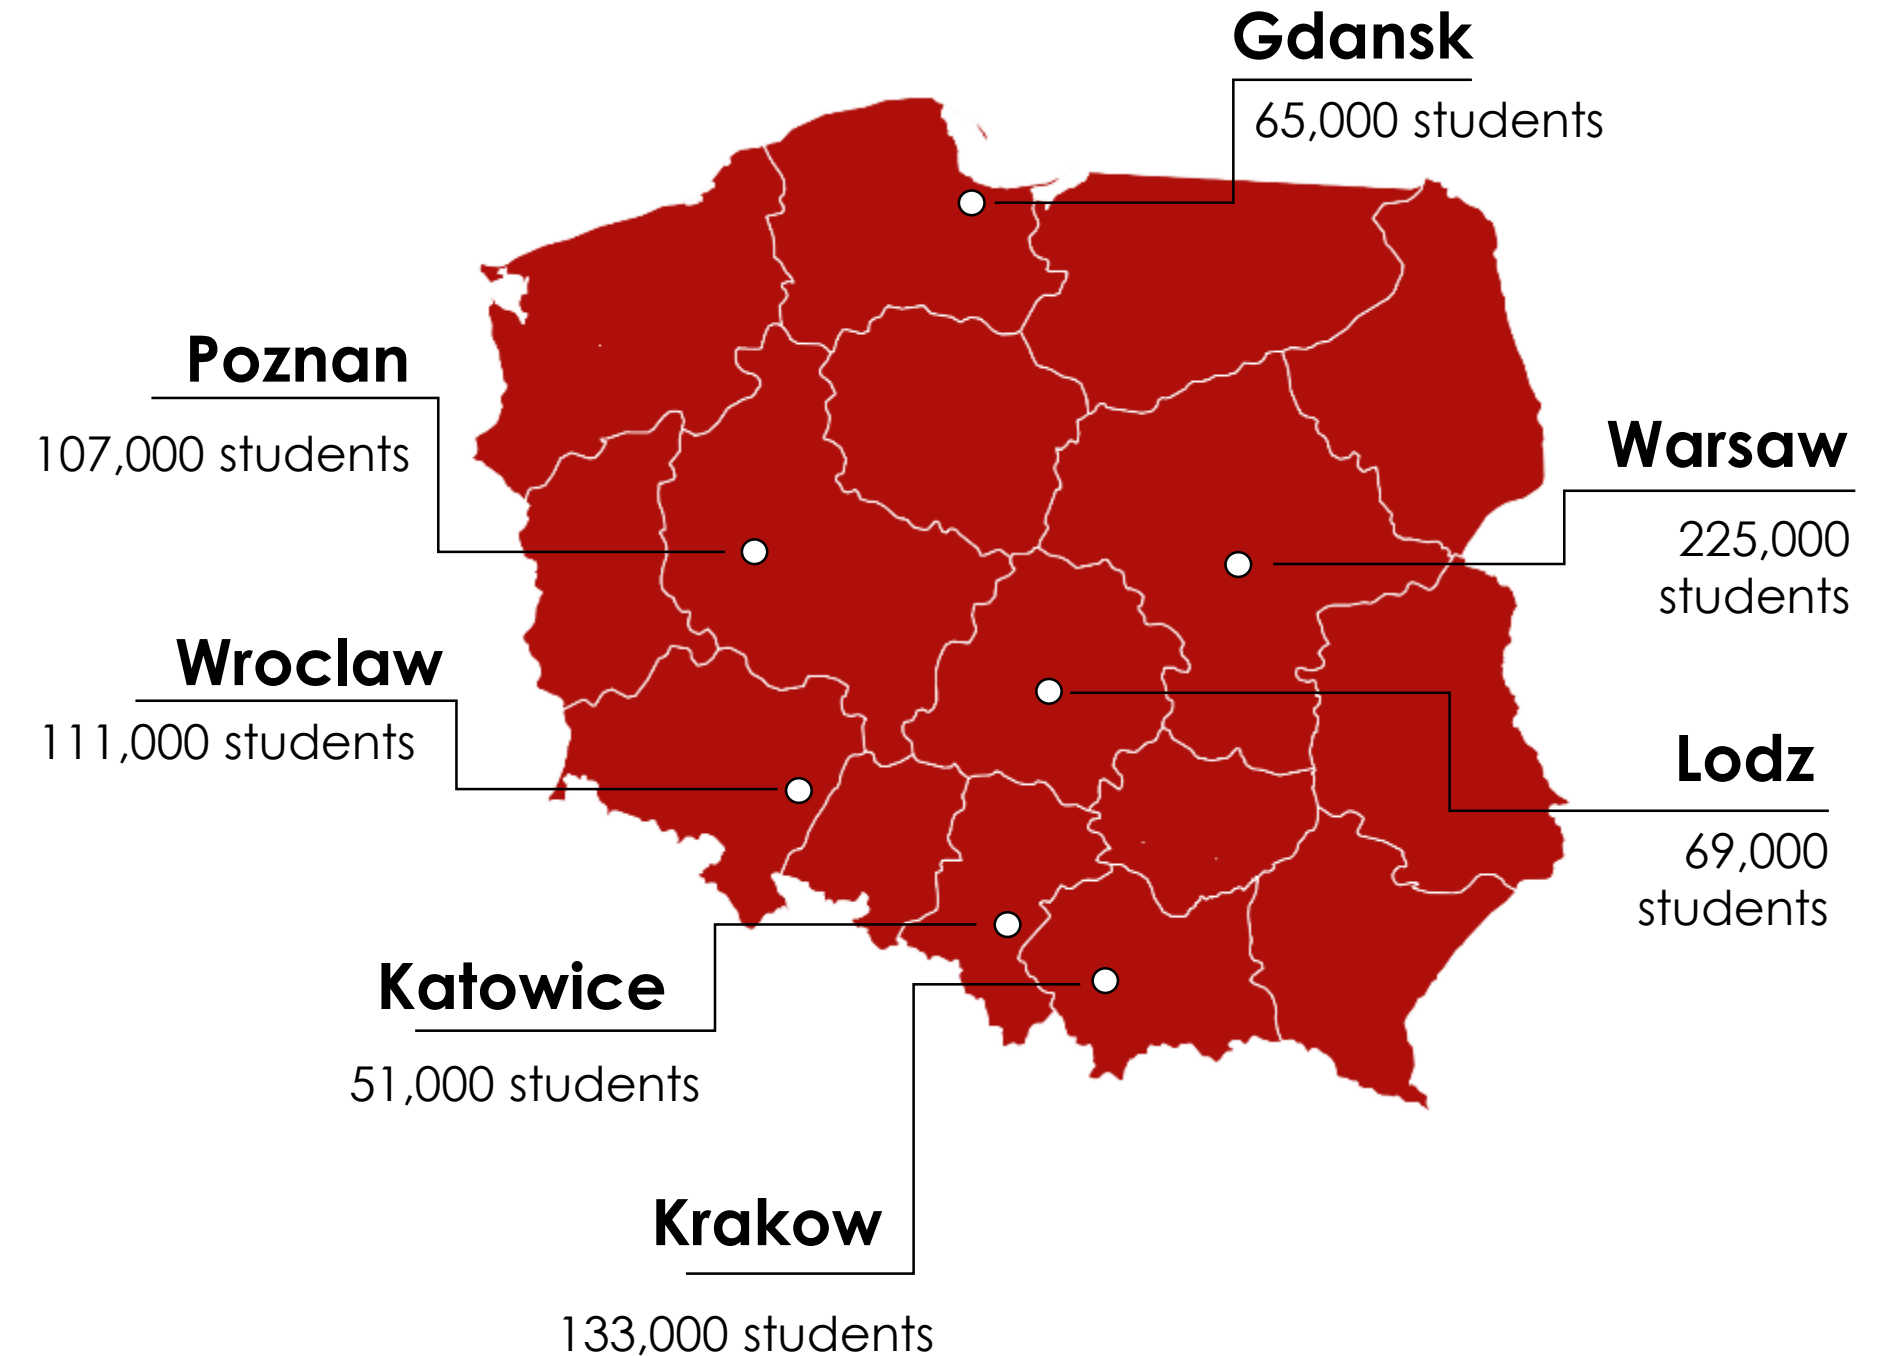 Gdansk
65,000 students
Poznan
107,000 students
Warsaw
225,000
students
Wroclaw
111,000 students
Lodz
69,000
students
Katowice
51,000 students
Krakow
133,000 students